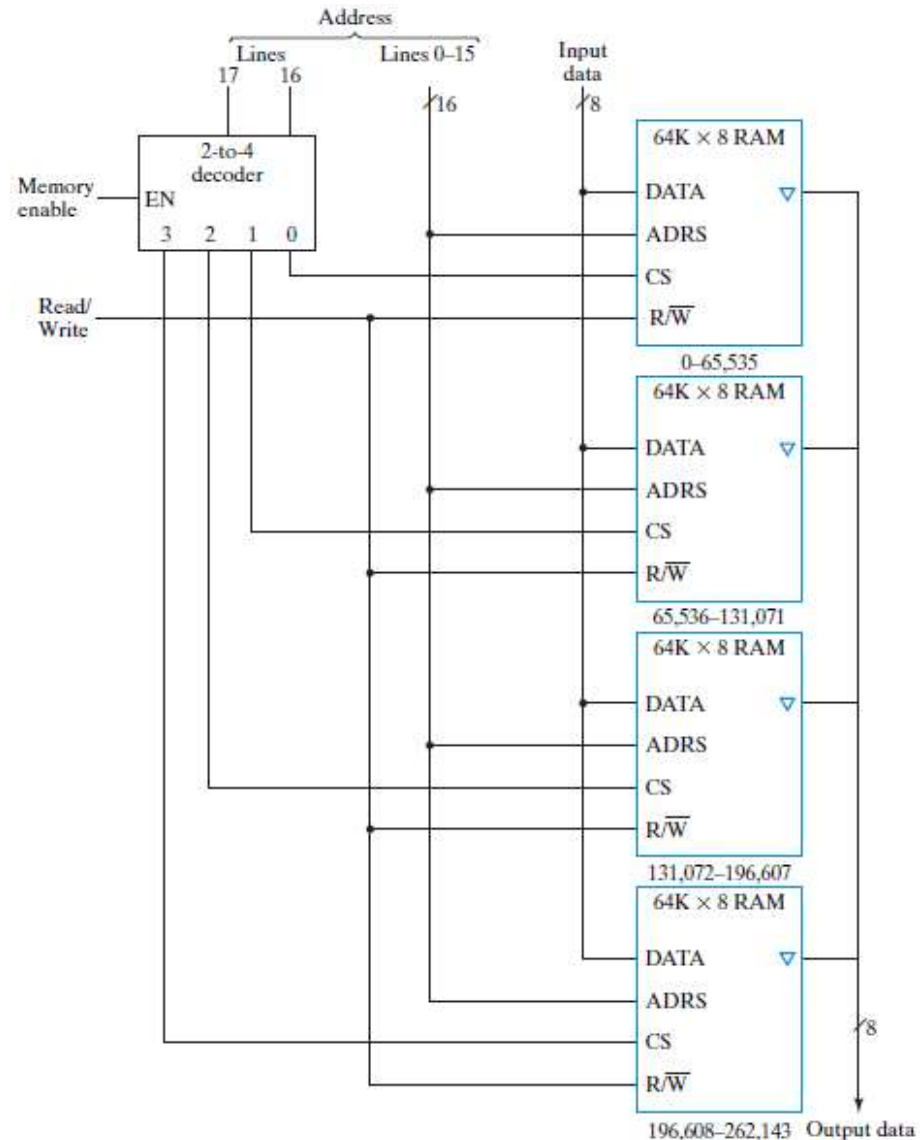 Address
Lines
Lines 0–15
Input
data
17 16
16
8
2-to-4
decoder
Memory
enable
EN
3 2 1 0
Read/
Write
64K × 8 RAM
DATA
ADRS
CS
R/W̅
0–65,535
64K × 8 RAM
DATA
ADRS
CS
R/W̅
65,536–131,071
64K × 8 RAM
DATA
ADRS
CS
R/W̅
131,072–196,607
64K × 8 RAM
DATA
ADRS
CS
R/W̅
8
196,608–262,143
Output data